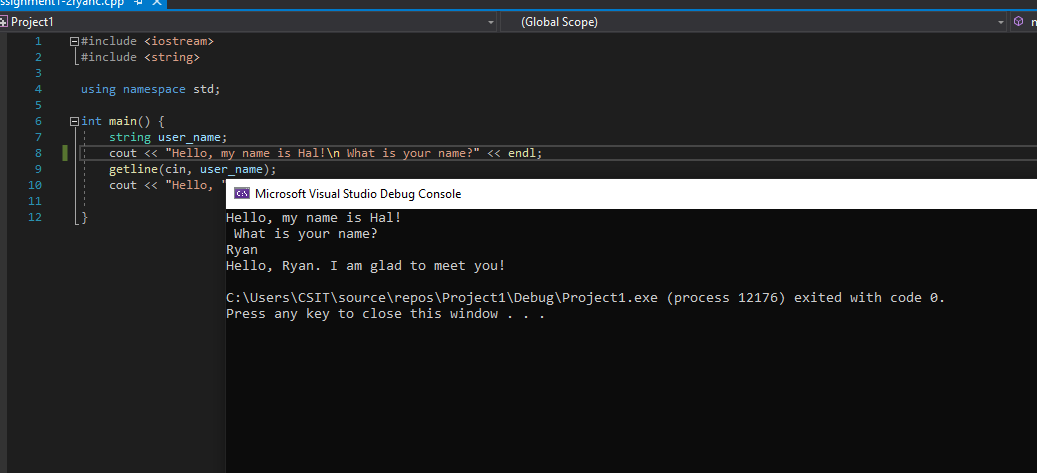 ssignment1-2ryanc.cpp
Project1 (Global Scope)
1 #include <iostream>
2 #include <string>
3
4 using namespace std;
5
6 int main() {
7 string user_name;
8 cout << "Hello, my name is Hal!\n What is your name?" << endl;
9 getline(cin, user_name);
10 cout << "Hello, "
11
12 }
C:\ Microsoft Visual Studio Debug Console
Hello, my name is Hal!
What is your name?
Ryan
Hello, Ryan. I am glad to meet you!
C:\Users\CSIT\source\repos\Project1\Debug\Project1.exe (process 12176) exited with code 0.
Press any key to close this window . . .